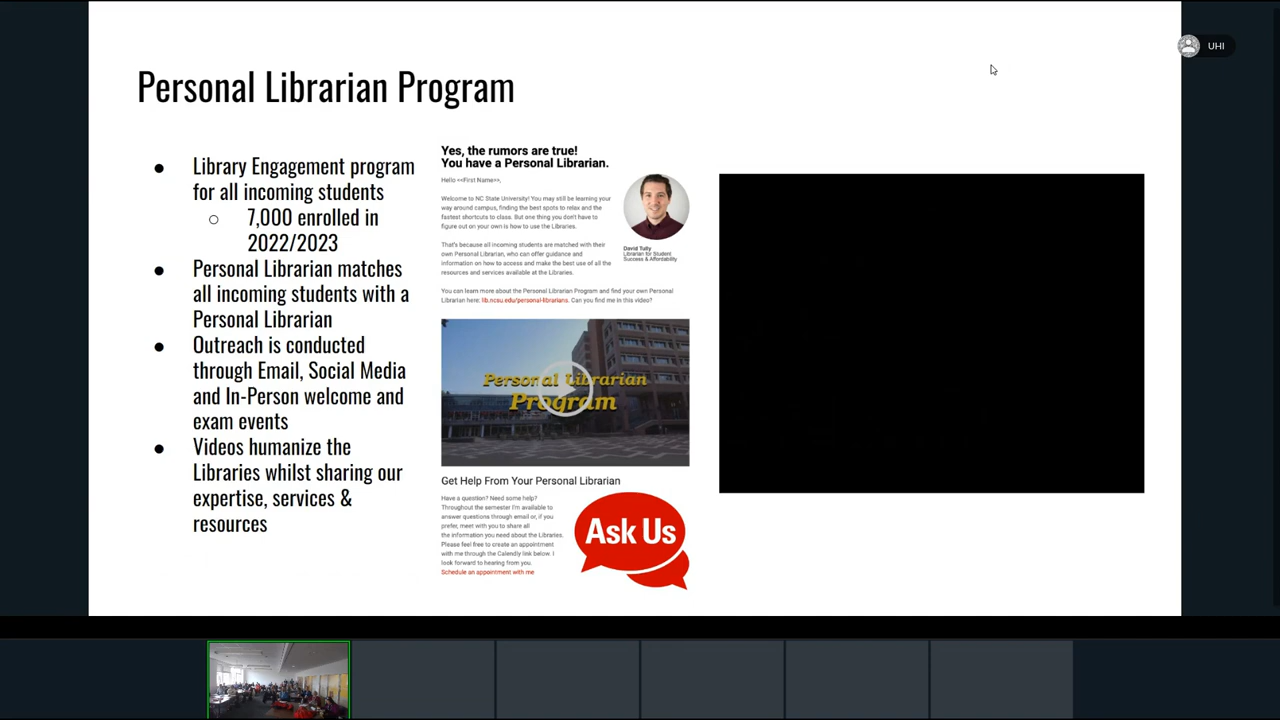 UHI
Personal Librarian Program
● Library Engagement program
for all incoming students
○ 7,000 enrolled in
2022/2023
● Personal Librarian matches
all incoming students with a
Personal Librarian
● Outreach is conducted
through Email, Social Media
and In-Person welcome and
exam events
● Videos humanize the
Libraries whilst sharing our
expertise, services &
resources
Yes, the rumors are true!
You have a Personal Librarian.
Hello <<First Name>>,
Welcome to NC State University! You may still be learning your
way around campus, finding the best spots to relax and the
fastest shortcuts to class. But one thing you don't have to
figure out on your own is how to use the Libraries.
That's because all incoming students are matched with their
own Personal Librarian, who can offer guidance and
information on how to access and make the best use of all the
resources and services available at the Libraries.
David Tully
Librarian for Student
Success & Affordability
You can learn more about the Personal Librarian Program and find your own Personal
Librarian here: lib.ncsu.edu/personal-librarians. Can you find me in this video?
Personal Librarian
Program
Get Help From Your Personal Librarian
Have a question? Need some help?
Throughout the semester I'm available to
answer questions through email or, if you
prefer, meet with you to share all
the information you need about the Libraries.
Please feel free to create an appointment
with me through the Calendly link below. I
look forward to hearing from you.
Schedule an appointment with me
Ask Us